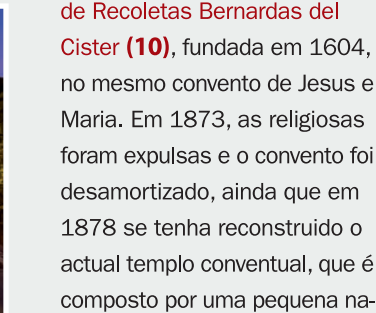 de Recoletas Bernardas del
Cister (10), fundada em 1604,
no mesmo convento de Jesus e
Maria. Em 1873, as religiosas
foram expulsas e o convento foi
desamortizado, ainda que em
1878 se tenha reconstruido o
actual templo conventual, que é
composto por uma pequena na-